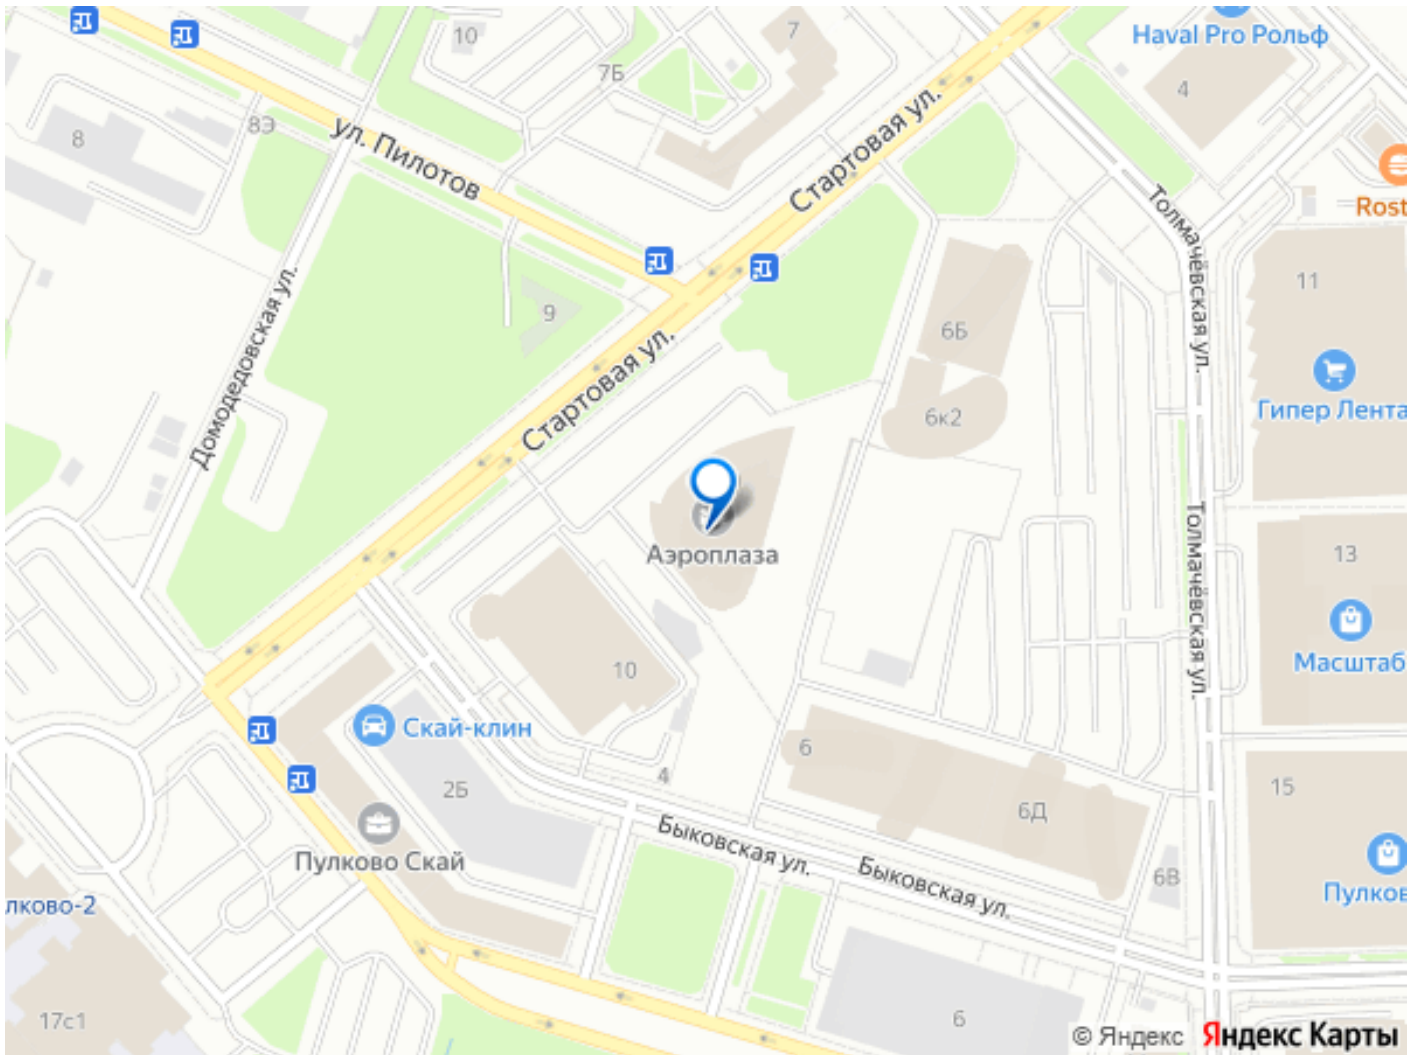 10
7
Haval Pro Рольф
7Б
4
8
8Э
ул. Пилотов
Стартовая ул.
Толмачёвская ул.
Rost
11
9
6Б
Домодедовская ул.
Стартовая ул.
6к2
Гипер Лента
Аэроплаза
Толмачёвская ул.
13
10
Масштаб
Скай-клин
6
4
2Б
15
6Д
Пулково Скай
Быковская ул.
Быковская ул.
6В
Пулков
лково-2
17с1
6
© Яндекс Яндекс Карты